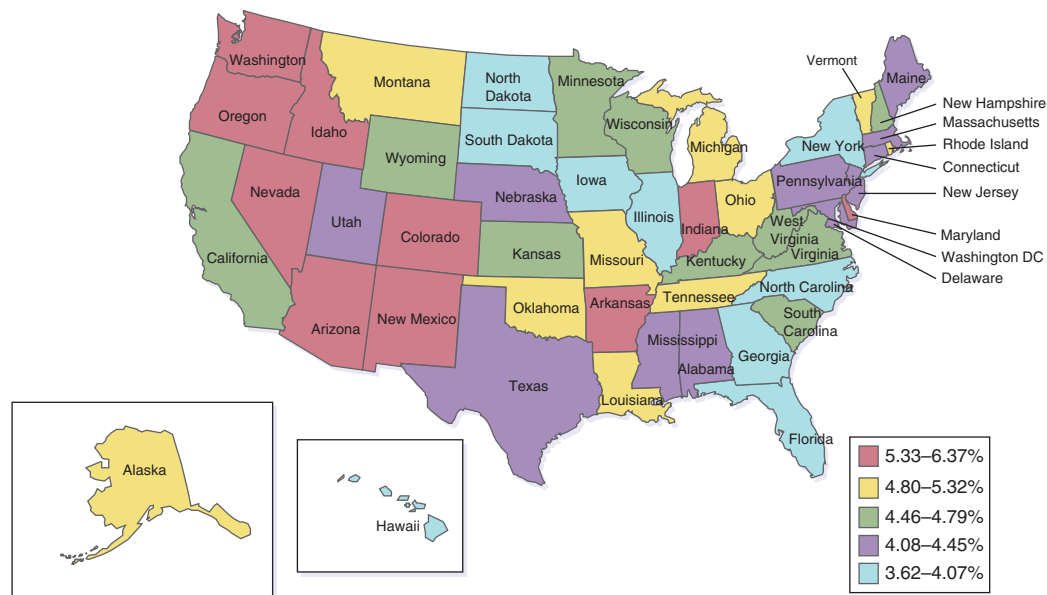 Washington
Oregon
Idaho
Montana
North
Dakota
Minnesota
South Dakota
Wisconsin
Michigan
Wyoming
Nevada
Utah
California
Colorado
Nebraska
Iowa
Illinois
Indiana
Ohio
Pennsylvania
New York
Vermont
Maine
New Hampshire
Massachusetts
Rhode Island
Connecticut
New Jersey
Maryland
Washington DC
Delaware
West
Virginia
Virginia
Kansas
Missouri
Kentucky
Arizona
New Mexico
Oklahoma
Arkansas
Tennessee
North Carolina
South
Carolina
Mississippi
Alabama
Georgia
Texas
Louisiana
Florida
Alaska
Hawaii
5.33–6.37%
4.80–5.32%
4.46–4.79%
4.08–4.45%
3.62–4.07%